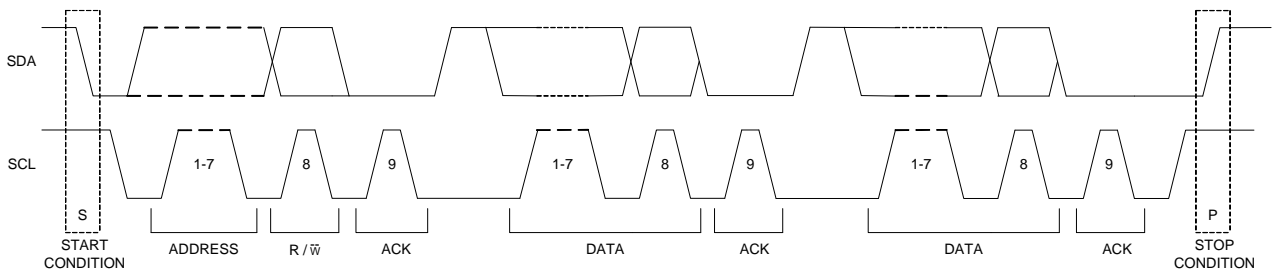 SDA
SCL
1-7
8
9
1-7
8
9
1-7
8
9
S
P
START
CONDITION
ADDRESS
R / W̅
ACK
DATA
ACK
DATA
ACK
STOP
CONDITION